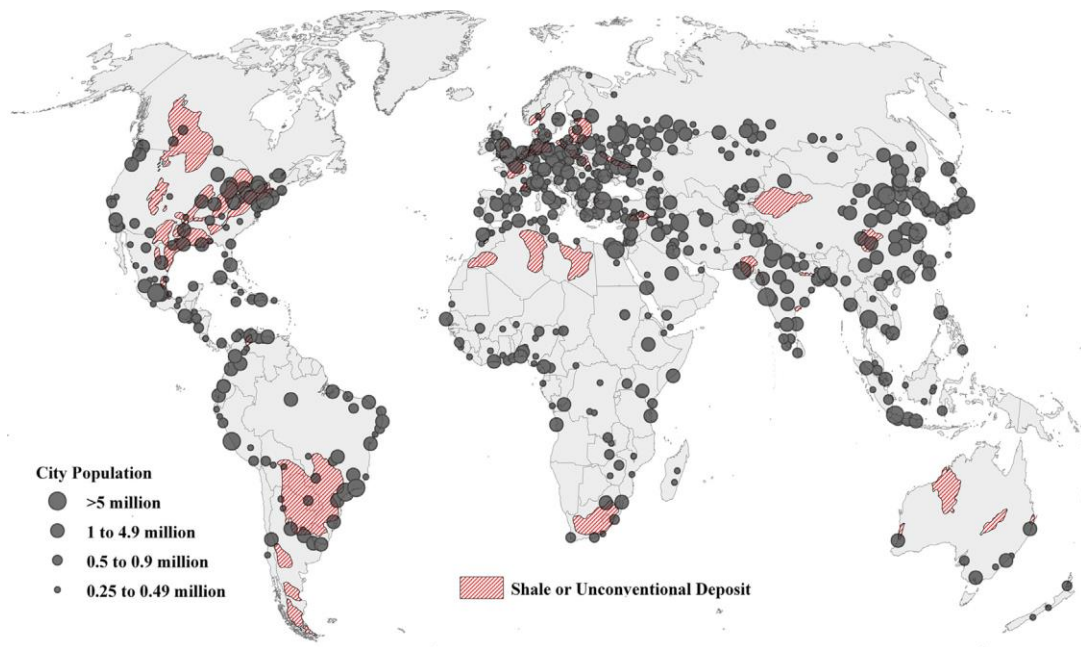 City Population
>5 million
1 to 4.9 million
0.5 to 0.9 million
0.25 to 0.49 million
Shale or Unconventional Deposit